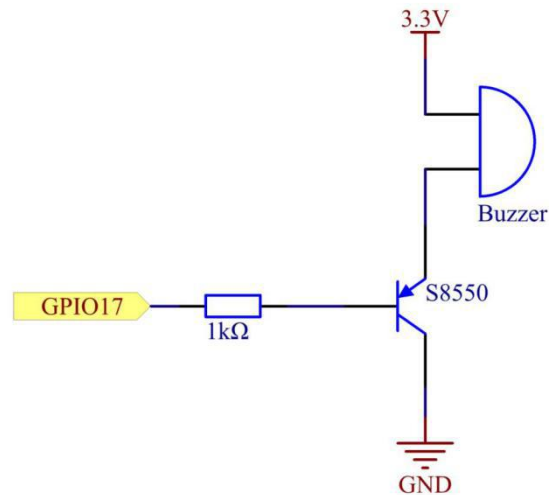 3.3V
Buzzer
S8550
GPIO17
1kΩ
GND